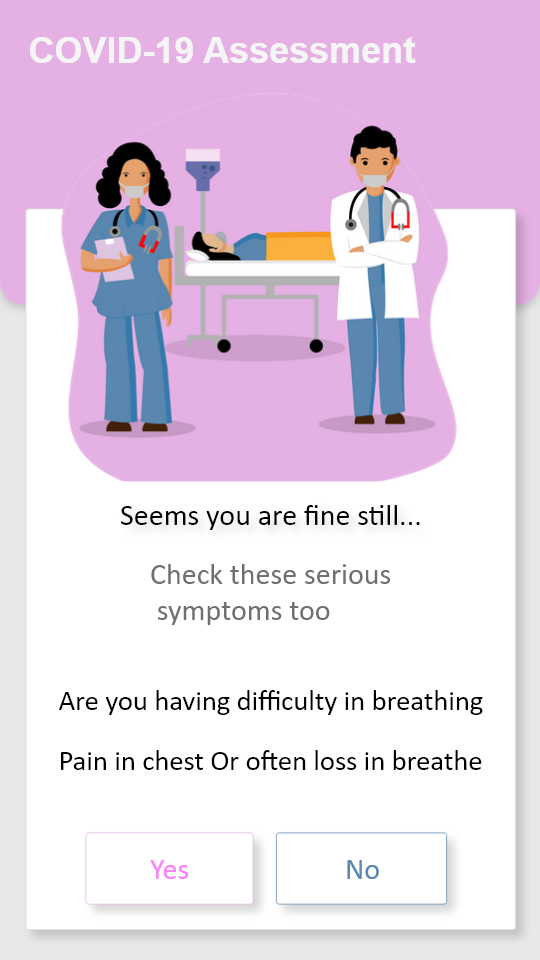 COVID-19 Assessment
Seems you are fine still...
Check these serious
symptoms too
Are you having difficulty in breathing
Pain in chest Or often loss in breathe
Yes
No